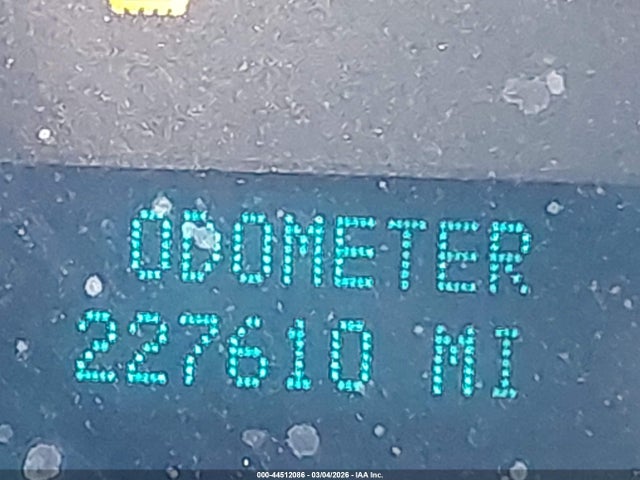 ODOMETER
227610 MI
000-44512086 - 03/04/2026 - IAA Inc.